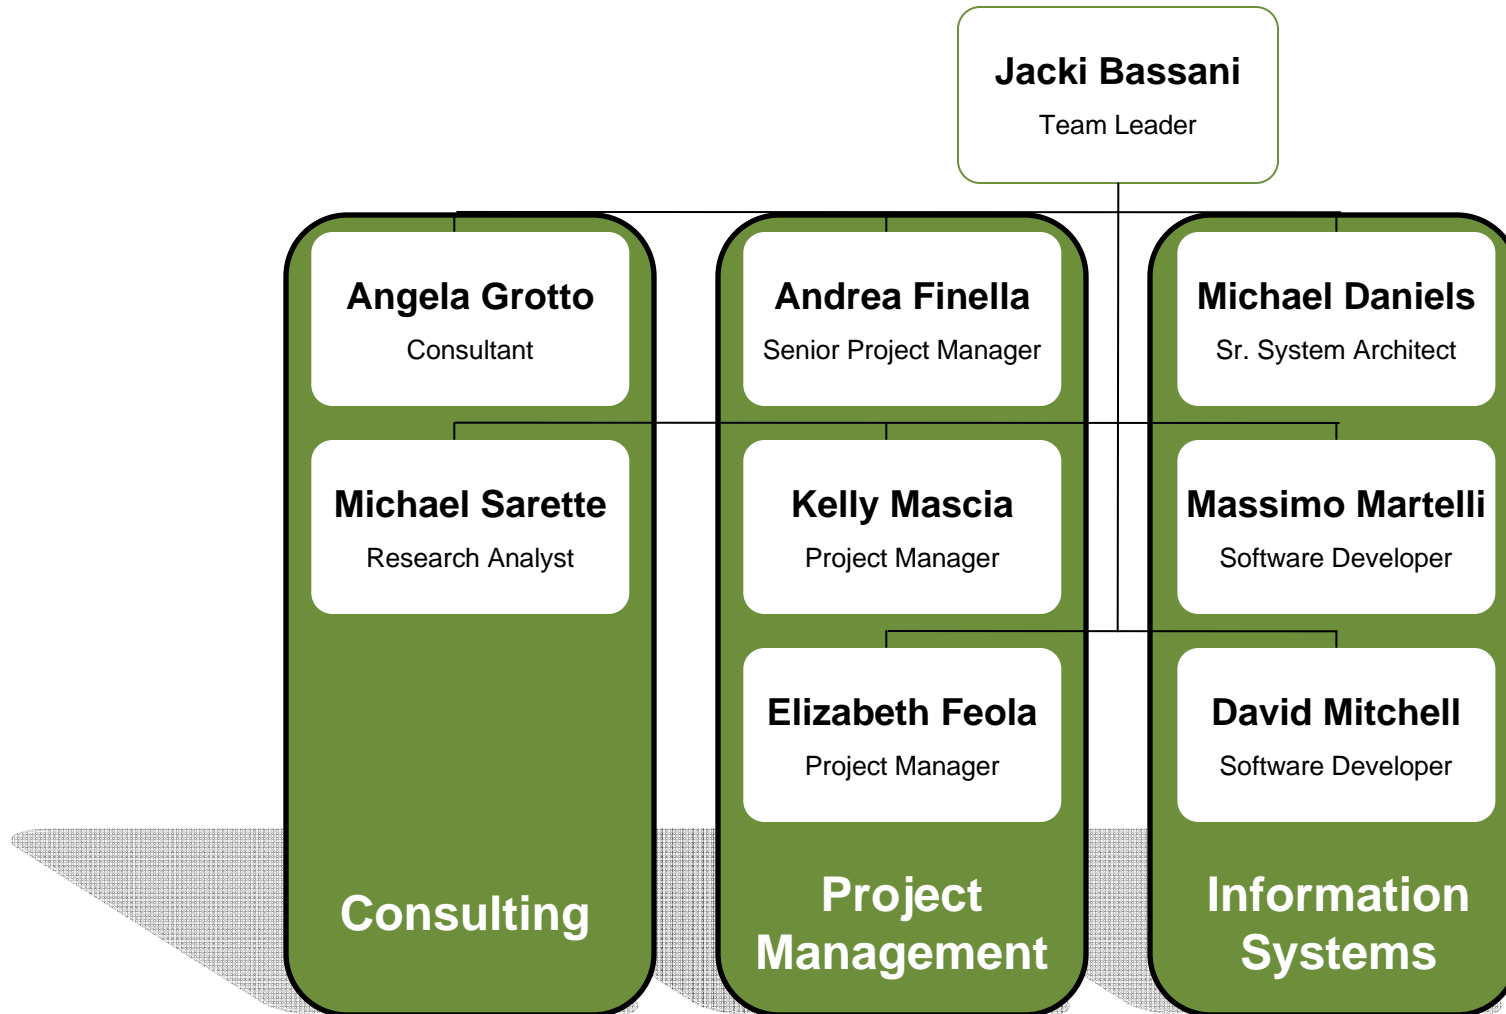 Jacki Bassani
Team Leader
Angela Grotto
Consultant
Andrea Finella
Senior Project Manager
Michael Daniels
Sr. System Architect
Michael Sarette
Research Analyst
Kelly Mascia
Project Manager
Massimo Martelli
Software Developer
Elizabeth Feola
Project Manager
David Mitchell
Software Developer
Consulting
Project
Management
Information
Systems